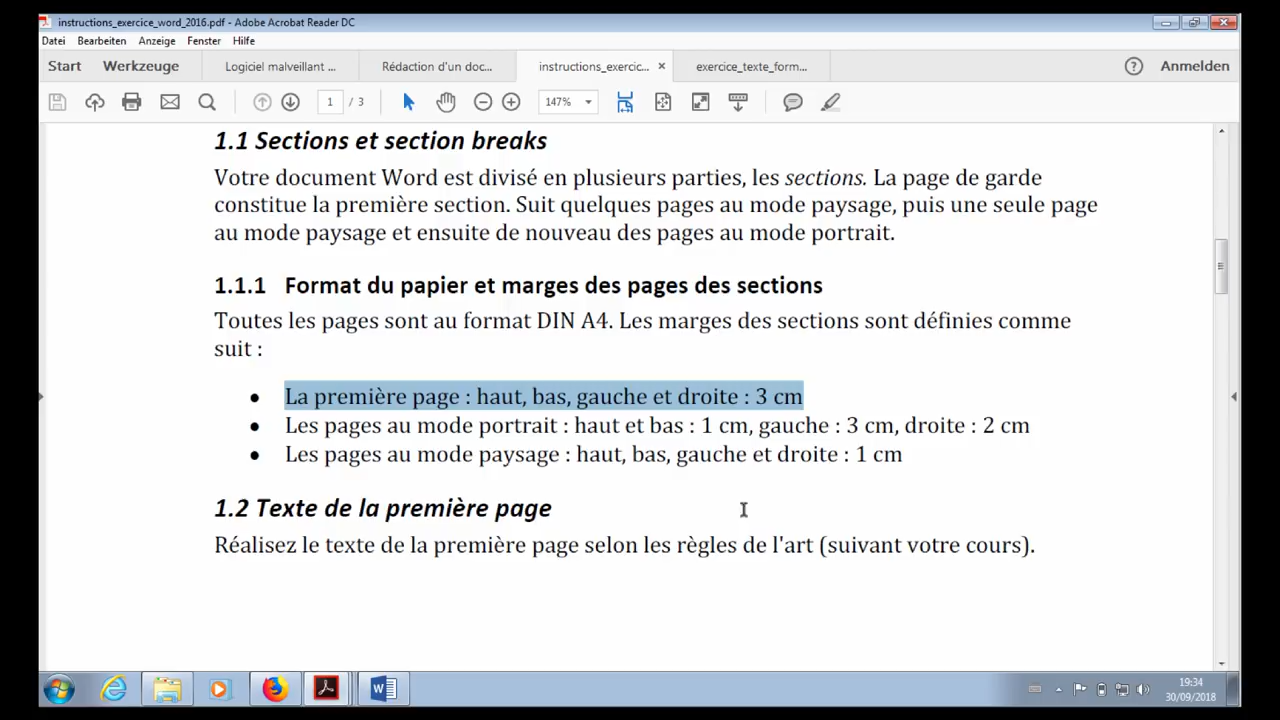 instructions_exercice_word_2016.pdf - Adobe Acrobat Reader DC
Datei Bearbeiten Anzeige Fenster Hilfe
Start Werkzeuge Logiciel malveillant ... Rédaction d'un doc... instructions_exercic... × exercice_texte_form... ? Anmelden
1 / 3 147%
1.1 Sections et section breaks
Votre document Word est divisé en plusieurs parties, les sections. La page de garde
constitue la première section. Suit quelques pages au mode paysage, puis une seule page
au mode paysage et ensuite de nouveau des pages au mode portrait.
1.1.1 Format du papier et marges des pages des sections
Toutes les pages sont au format DIN A4. Les marges des sections sont définies comme
suit :
• La première page : haut, bas, gauche et droite : 3 cm
• Les pages au mode portrait : haut et bas : 1 cm, gauche : 3 cm, droite : 2 cm
• Les pages au mode paysage : haut, bas, gauche et droite : 1 cm
1.2 Texte de la première page
Réalisez le texte de la première page selon les règles de l'art (suivant votre cours).
19:34
30/09/2018